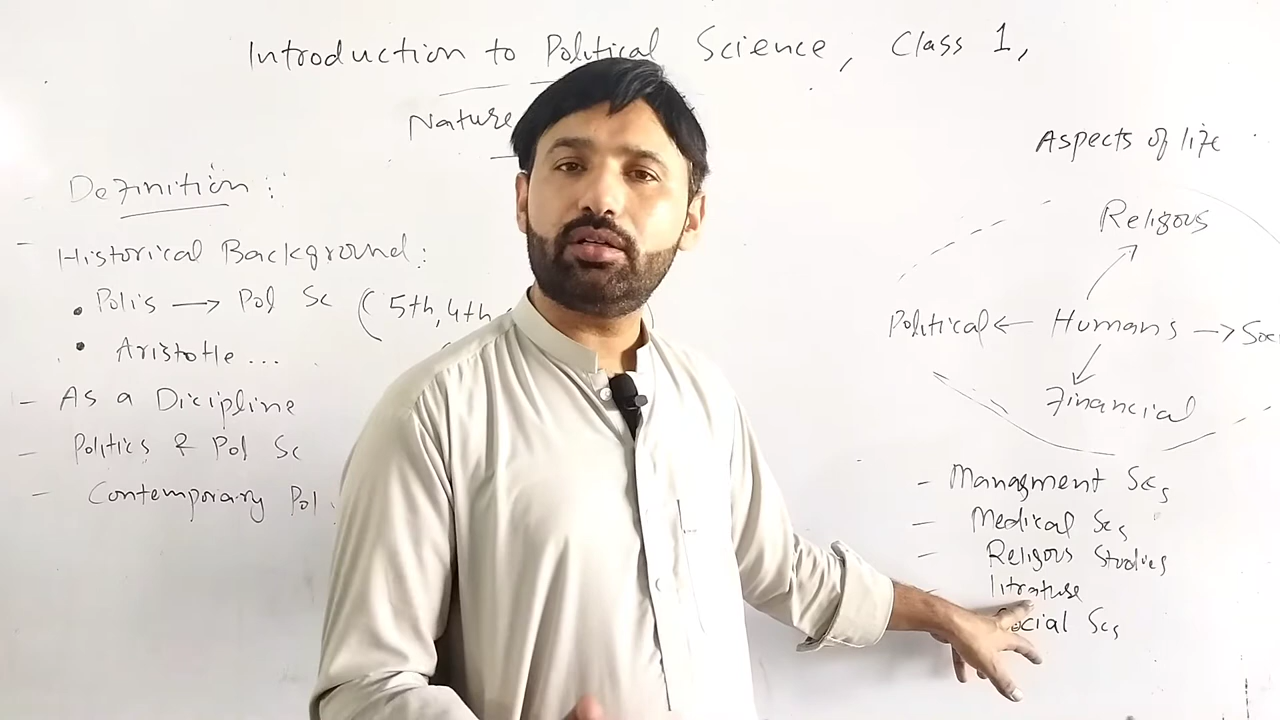 Introduction to Political Science, Class 1,
Nature
- Definition :
- Historical Background :
• Polis → Pol Sc ( 5th, 4th,
• Aristotle ...
- As a Dicipline
- Politics & Pol Sc
- Contemporary Pol
Aspects of life
Religous
Political ← Humans →
Financial
- Managment Scs
- Medical Scs
- Religous Studies
- litrature
Social Scs